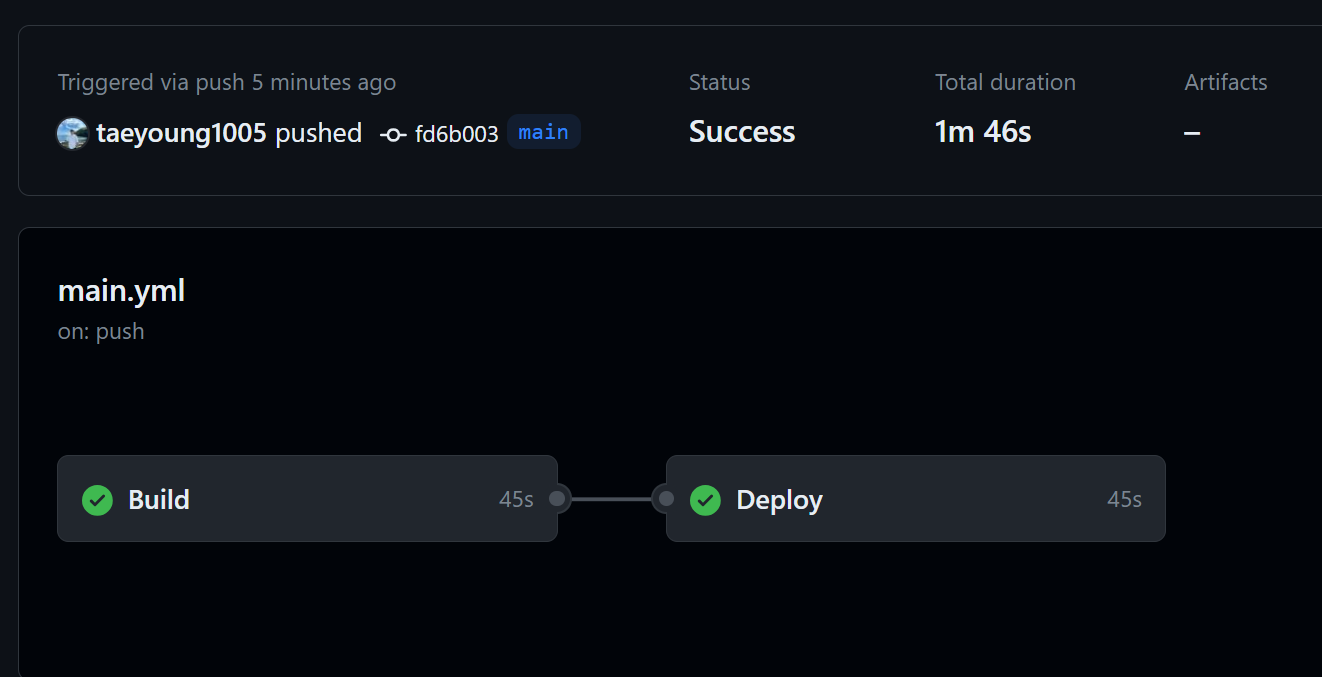 Triggered via push 5 minutes ago
Status
Total duration
Artifacts
taeyoung1005 pushed fd6b003 main
Success
1m 46s
–
main.yml
on: push
Build 45s
Deploy 45s